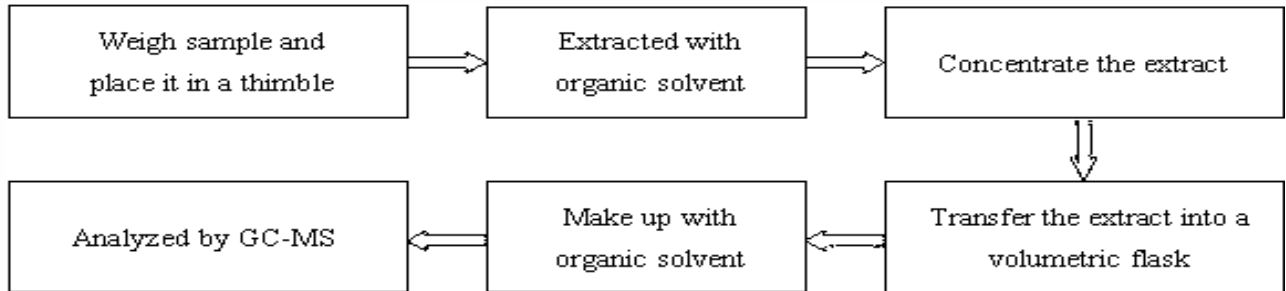 Weigh sample and
place it in a thimble
Extracted with
organic solvent
Concentrate the extract
Transfer the extract into a
volumetric flask
Make up with
organic solvent
Analyzed by GC-MS